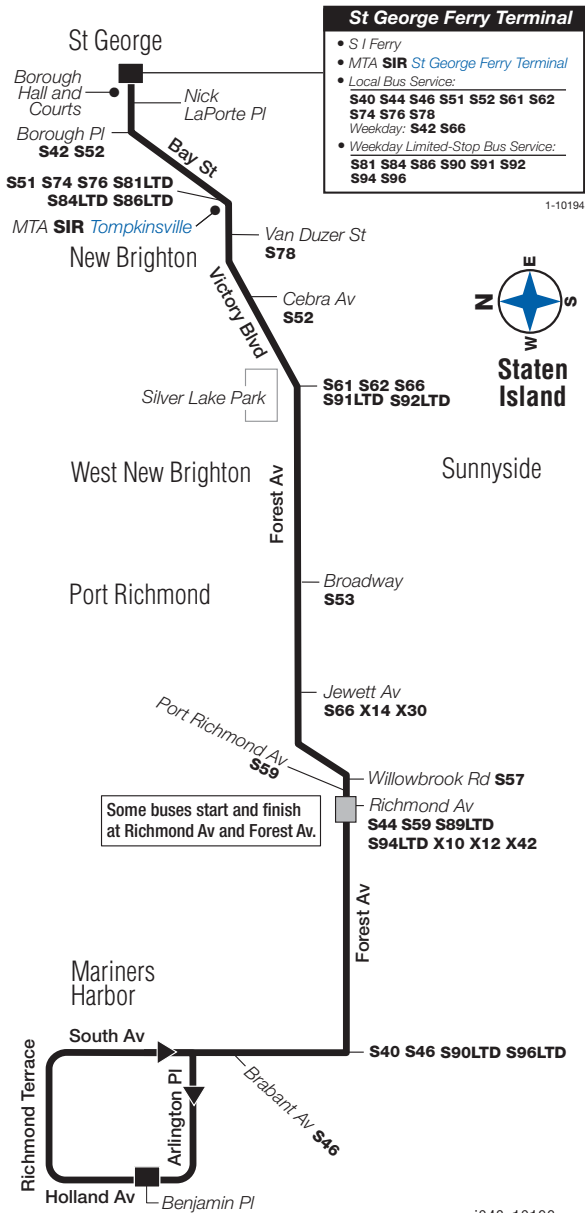 St George Ferry Terminal
• S I Ferry
• MTA SIR St George Ferry Terminal
• Local Bus Service:
S40 S44 S46 S51 S52 S61 S62
S74 S76 S78
Weekday: S42 S66
• Weekday Limited-Stop Bus Service:
S81 S84 S86 S90 S91 S92
S94 S96
1-10194
St George
Borough
Hall and
Courts
Nick
LaPorte Pl
Borough Pl
S42 S52
Bay St
S51 S74 S76 S81LTD
S84LTD S86LTD
MTA SIR Tompkinsville
Van Duzer St
S78
New Brighton
Victory Blvd
Cebra Av
S52
N
E
S
W
Staten
Island
Silver Lake Park
S61 S62 S66
S91LTD S92LTD
West New Brighton
Sunnyside
Forest Av
Broadway
S53
Port Richmond
Jewett Av
S66 X14 X30
Port Richmond Av
S59
Willowbrook Rd S57
Some buses start and finish
at Richmond Av and Forest Av.
Richmond Av
S44 S59 S89LTD
S94LTD X10 X12 X42
Forest Av
Mariners
Harbor
South Av
S40 S46 S90LTD S96LTD
Richmond Terrace
Arlington Pl
Brabant Av S46
Holland Av
Benjamin Pl